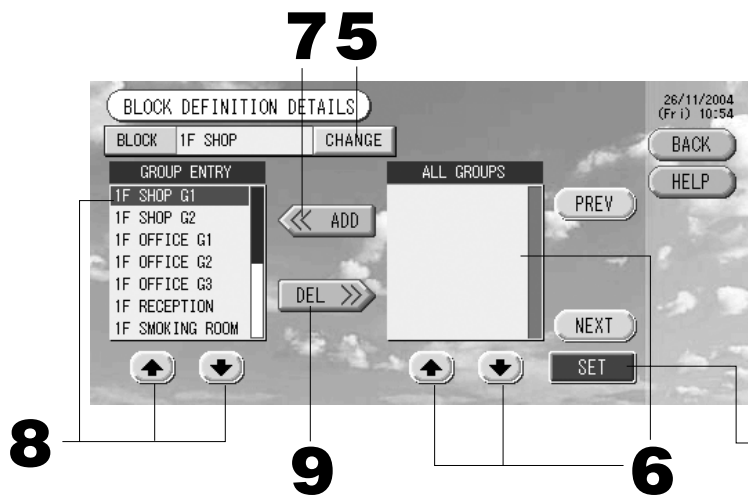 7 5
BLOCK DEFINITION DETAILS
26/11/2004
(Fri) 10:54
BLOCK 1F SHOP CHANGE
BACK
HELP
GROUP ENTRY
1F SHOP G1
1F SHOP G2
1F OFFICE G1
1F OFFICE G2
1F OFFICE G3
1F RECEPTION
1F SMOKING ROOM
ADD
DEL
ALL GROUPS
PREV
NEXT
SET
8
9
6